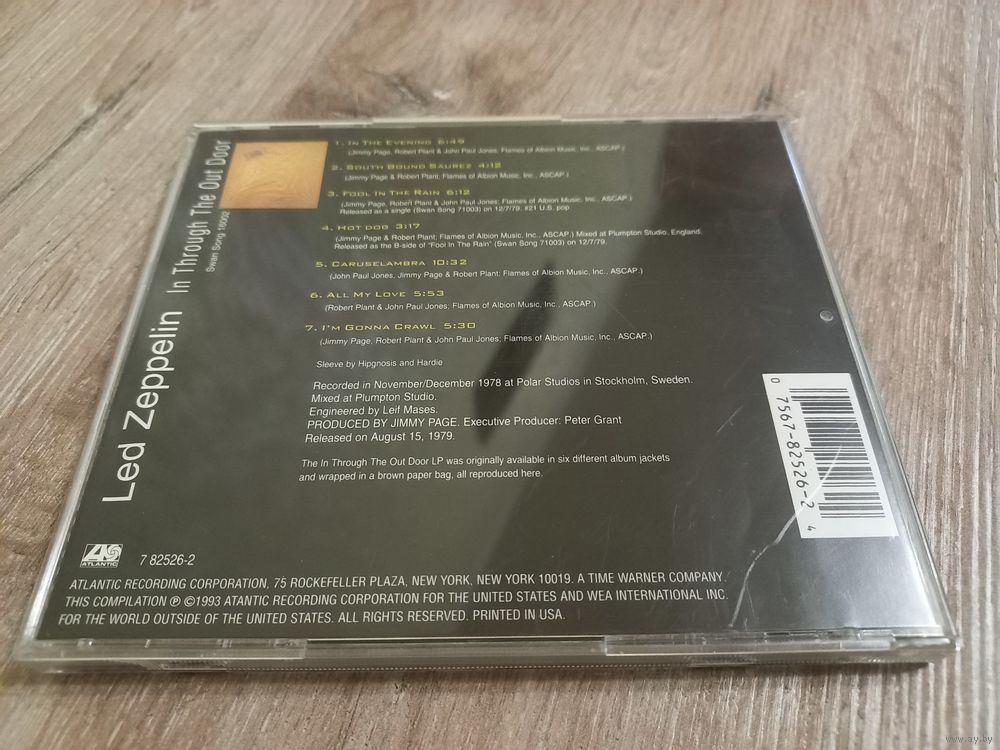 Led Zeppelin In Through The Out Door
Swan Song 16002
1. IN THE EVENING 6:49
(Jimmy Page, Robert Plant & John Paul Jones; Flames of Albion Music, Inc., ASCAP.)
2. SOUTH BOUND SAUREZ 4:12
(Jimmy Page & Robert Plant; Flames of Albion Music, Inc., ASCAP.)
3. FOOL IN THE RAIN 6:12
(Jimmy Page, Robert Plant & John Paul Jones; Flames of Albion Music, Inc., ASCAP.)
Released as a single (Swan Song 71003) on 12/7/79. #21 U.S. pop
4. HOT DOG 3:17
(Jimmy Page & Robert Plant; Flames of Albion Music, Inc., ASCAP.) Mixed at Plumpton Studio, England.
Released as the B-side of "Fool In The Rain" (Swan Song 71003) on 12/7/79.
5. CARUSELAMBRA 10:32
(John Paul Jones, Jimmy Page & Robert Plant; Flames of Albion Music, Inc., ASCAP.)
6. ALL MY LOVE 5:53
(Robert Plant & John Paul Jones; Flames of Albion Music, Inc., ASCAP.)
7. I'M GONNA CRAWL 5:30
(Jimmy Page, Robert Plant & John Paul Jones; Flames of Albion Music, Inc., ASCAP.)
Sleeve by Hipgnosis and Hardie
Recorded in November/December 1978 at Polar Studios in Stockholm, Sweden.
Mixed at Plumpton Studio.
Engineered by Leif Mases.
PRODUCED BY JIMMY PAGE. Executive Producer: Peter Grant
Released on August 15, 1979.
The In Through The Out Door LP was originally available in six different album jackets
and wrapped in a brown paper bag, all reproduced here.
0 7567-82526-2 4
ATLANTIC
7 82526-2
ATLANTIC RECORDING CORPORATION, 75 ROCKEFELLER PLAZA, NEW YORK, NEW YORK 10019. A TIME WARNER COMPANY.
THIS COMPILATION ℗ ©1993 ATANTIC RECORDING CORPORATION FOR THE UNITED STATES AND WEA INTERNATIONAL INC.
FOR THE WORLD OUTSIDE OF THE UNITED STATES. ALL RIGHTS RESERVED. PRINTED IN USA.
www.ay.by